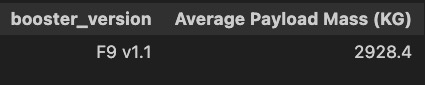 booster_version Average Payload Mass (KG)
F9 v1.1 2928.4